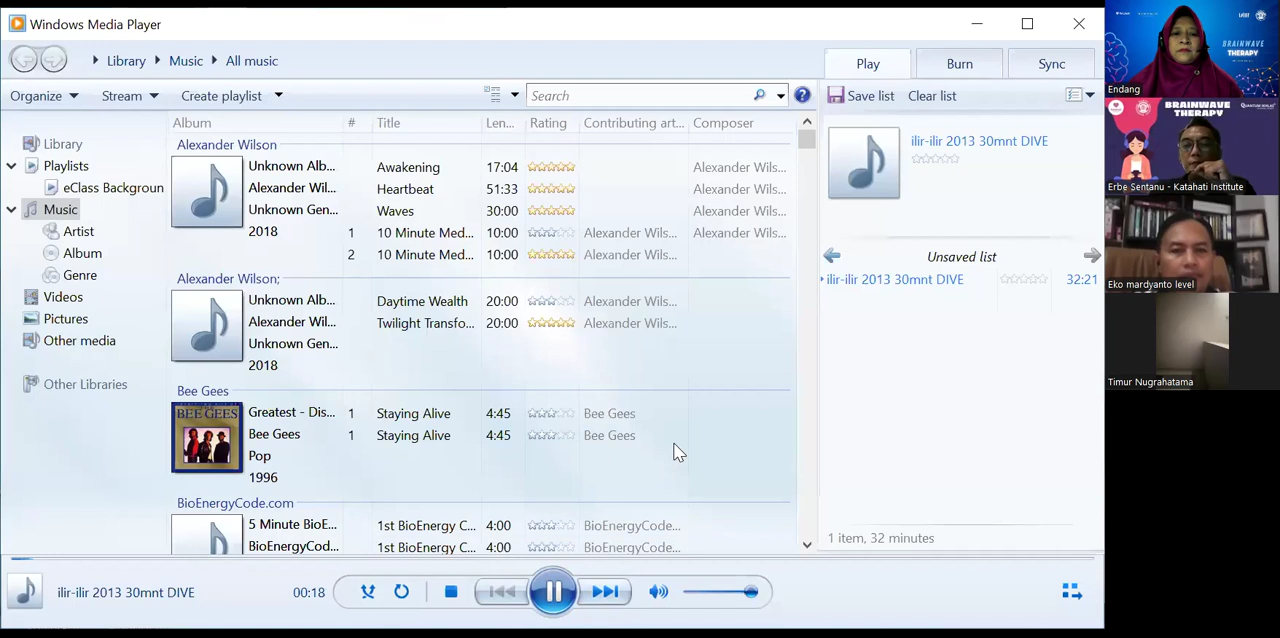 Windows Media Player
Library Music All music
Play Burn Sync
Organize Stream Create playlist
Search
Save list Clear list
Album # Title Len... Rating Contributing art... Composer
Library
Playlists
eClass Backgroun
Music
Artist
Album
Genre
Videos
Pictures
Other media
Other Libraries
Alexander Wilson
Unknown Alb... Awakening 17:04 Alexander Wils...
Alexander Wil... Heartbeat 51:33 Alexander Wils...
Unknown Gen... Waves 30:00 Alexander Wils...
2018 1 10 Minute Med... 10:00 Alexander Wils... Alexander Wils...
2 10 Minute Med... 10:00 Alexander Wils...
Alexander Wilson;
Unknown Alb... Daytime Wealth 20:00 Alexander Wils...
Alexander Wil... Twilight Transfo... 20:00 Alexander Wils...
Unknown Gen...
2018
Bee Gees
BEE GEES
Greatest - Dis... 1 Staying Alive 4:45 Bee Gees
Bee Gees 1 Staying Alive 4:45 Bee Gees
Pop
1996
BioEnergyCode.com
5 Minute BioE... 1st BioEnergy C... 4:00 BioEnergyCode...
BioEnergyCod... 1st BioEnergy C... 4:00 BioEnergyCode...
ilir-ilir 2013 30mnt DIVE
Unsaved list
ilir-ilir 2013 30mnt DIVE 32:21
1 item, 32 minutes
ilir-ilir 2013 30mnt DIVE 00:18
BRAINWAVE
THERAPY
Endang
BRAINWAVE
THERAPY
Erbe Sentanu - Katahati Institute
Eko mardyanto level
Timur Nugrahatama